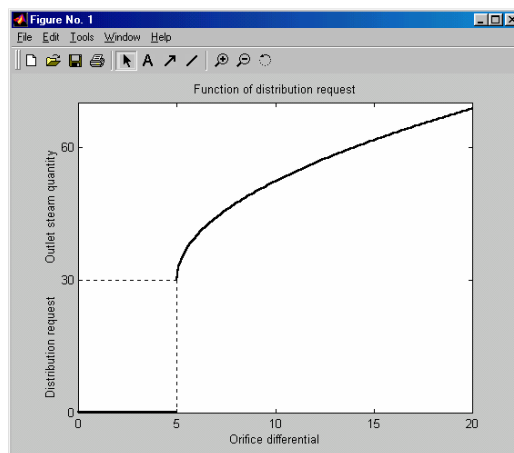 Figure No. 1
File Edit Tools Window Help
A
Function of distribution request
Outlet steam quantity
Distribution request
60
30
0
0 5 10 15 20
Orifice differential